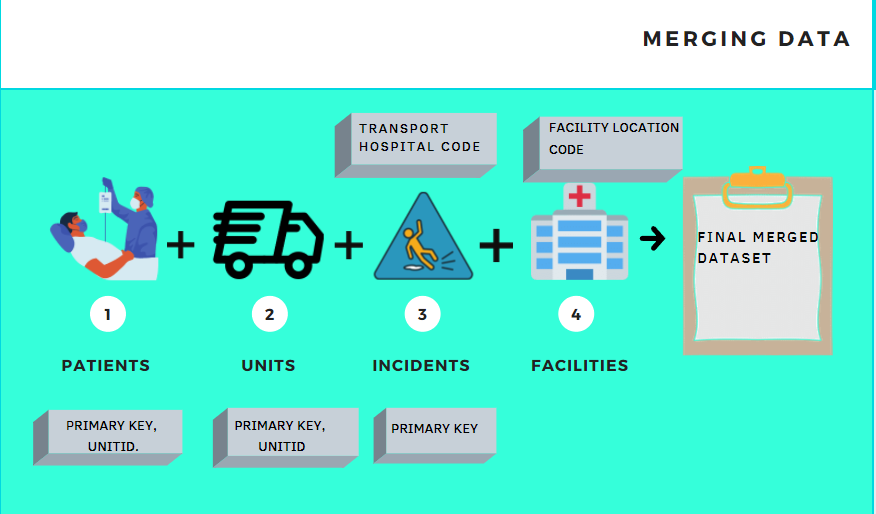 MERGING DATA
TRANSPORT
HOSPITAL CODE
FACILITY LOCATION
CODE
FINAL MERGED
DATASET
1
2
3
4
PATIENTS
UNITS
INCIDENTS
FACILITIES
PRIMARY KEY,
UNITID.
PRIMARY KEY,
UNITID
PRIMARY KEY